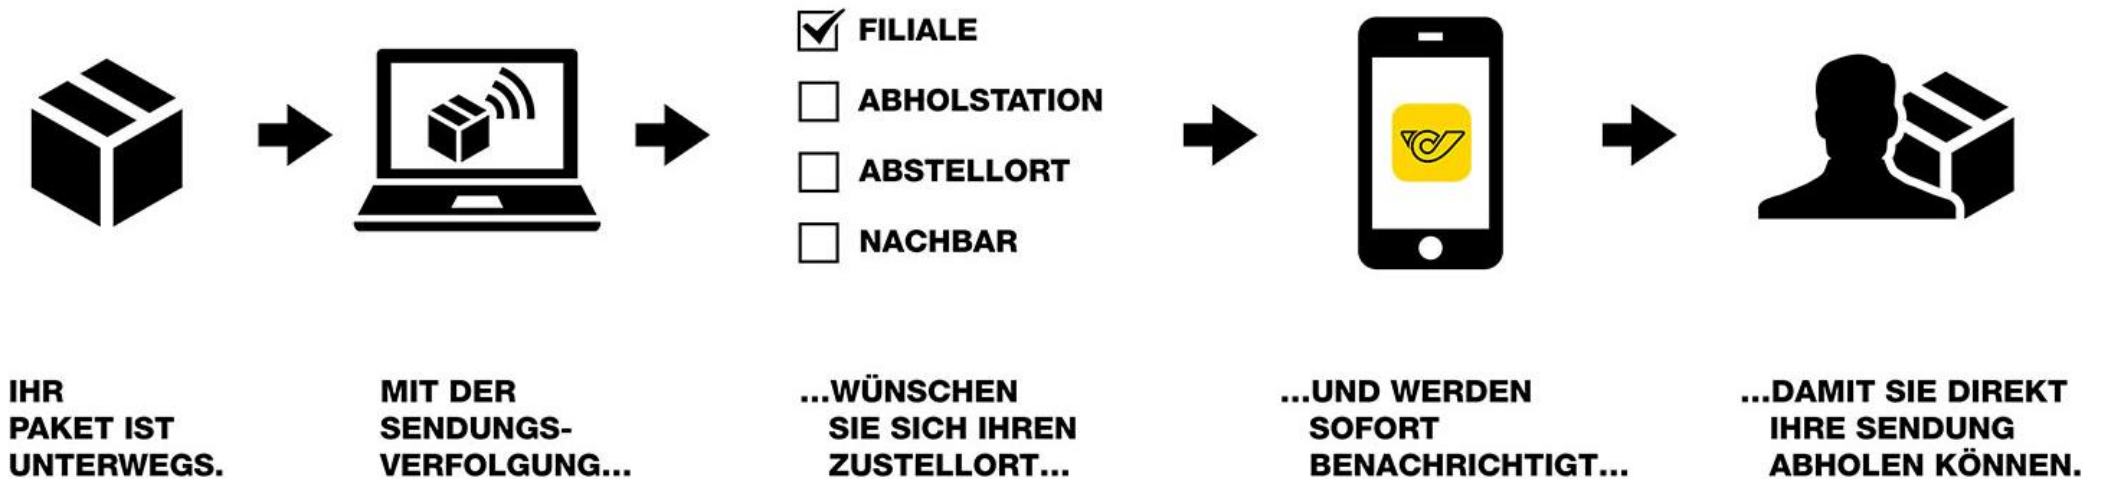 FILIALE
ABHOLSTATION
ABSTELLORT
NACHBAR
IHR
PAKET IST
UNTERWEGS.
MIT DER
SENDUNGS-
VERFOLGUNG...
...WÜNSCHEN
SIE SICH IHREN
ZUSTELLORT...
...UND WERDEN
SOFORT
BENACHRICHTIGT...
...DAMIT SIE DIREKT
IHRE SENDUNG
ABHOLEN KÖNNEN.